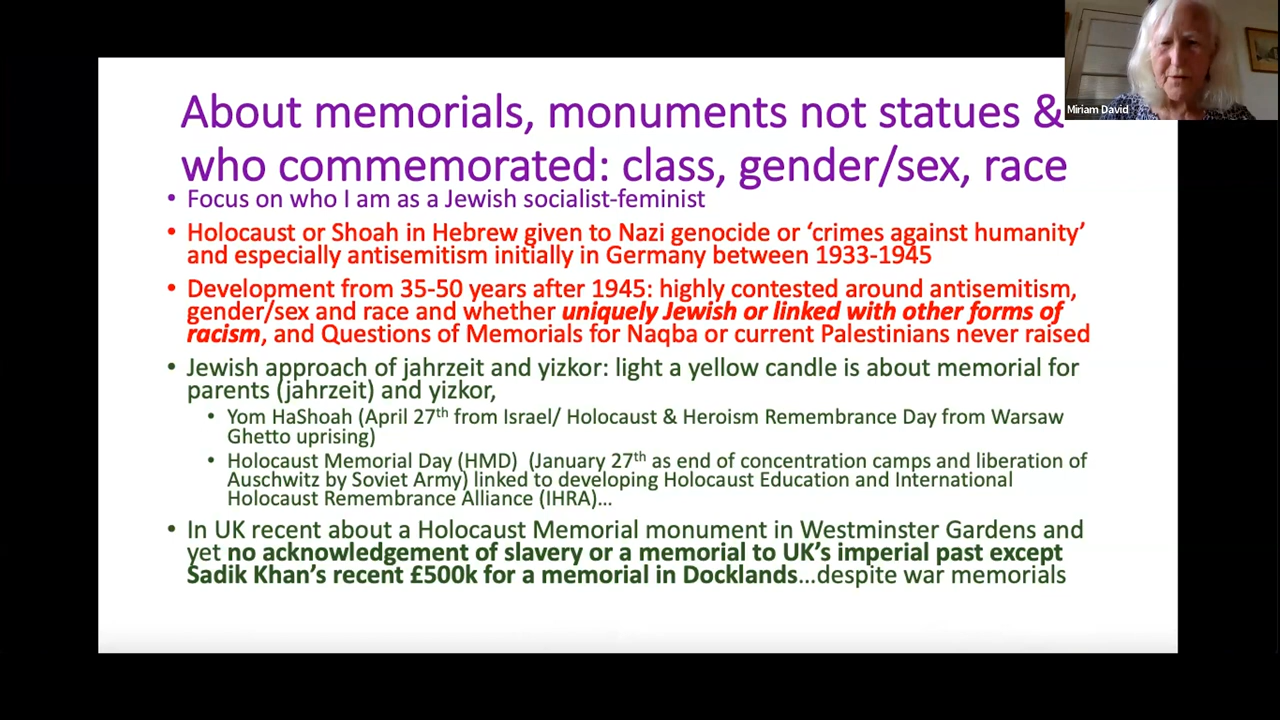 About memorials, monuments not statues &
who commemorated: class, gender/sex, race
• Focus on who I am as a Jewish socialist-feminist
• Holocaust or Shoah in Hebrew given to Nazi genocide or ‘crimes against humanity’
and especially antisemitism initially in Germany between 1933-1945
• Development from 35-50 years after 1945: highly contested around antisemitism,
gender/sex and race and whether uniquely Jewish or linked with other forms of
racism, and Questions of Memorials for Naqba or current Palestinians never raised
• Jewish approach of jahrzeit and yizkor: light a yellow candle is about memorial for
parents (jahrzeit) and yizkor,
• Yom HaShoah (April 27th from Israel/ Holocaust & Heroism Remembrance Day from Warsaw
Ghetto uprising)
• Holocaust Memorial Day (HMD) (January 27th as end of concentration camps and liberation of
Auschwitz by Soviet Army) linked to developing Holocaust Education and International
Holocaust Remembrance Alliance (IHRA)…
• In UK recent about a Holocaust Memorial monument in Westminster Gardens and
yet no acknowledgement of slavery or a memorial to UK’s imperial past except
Sadik Khan’s recent £500k for a memorial in Docklands…despite war memorials
Miriam David